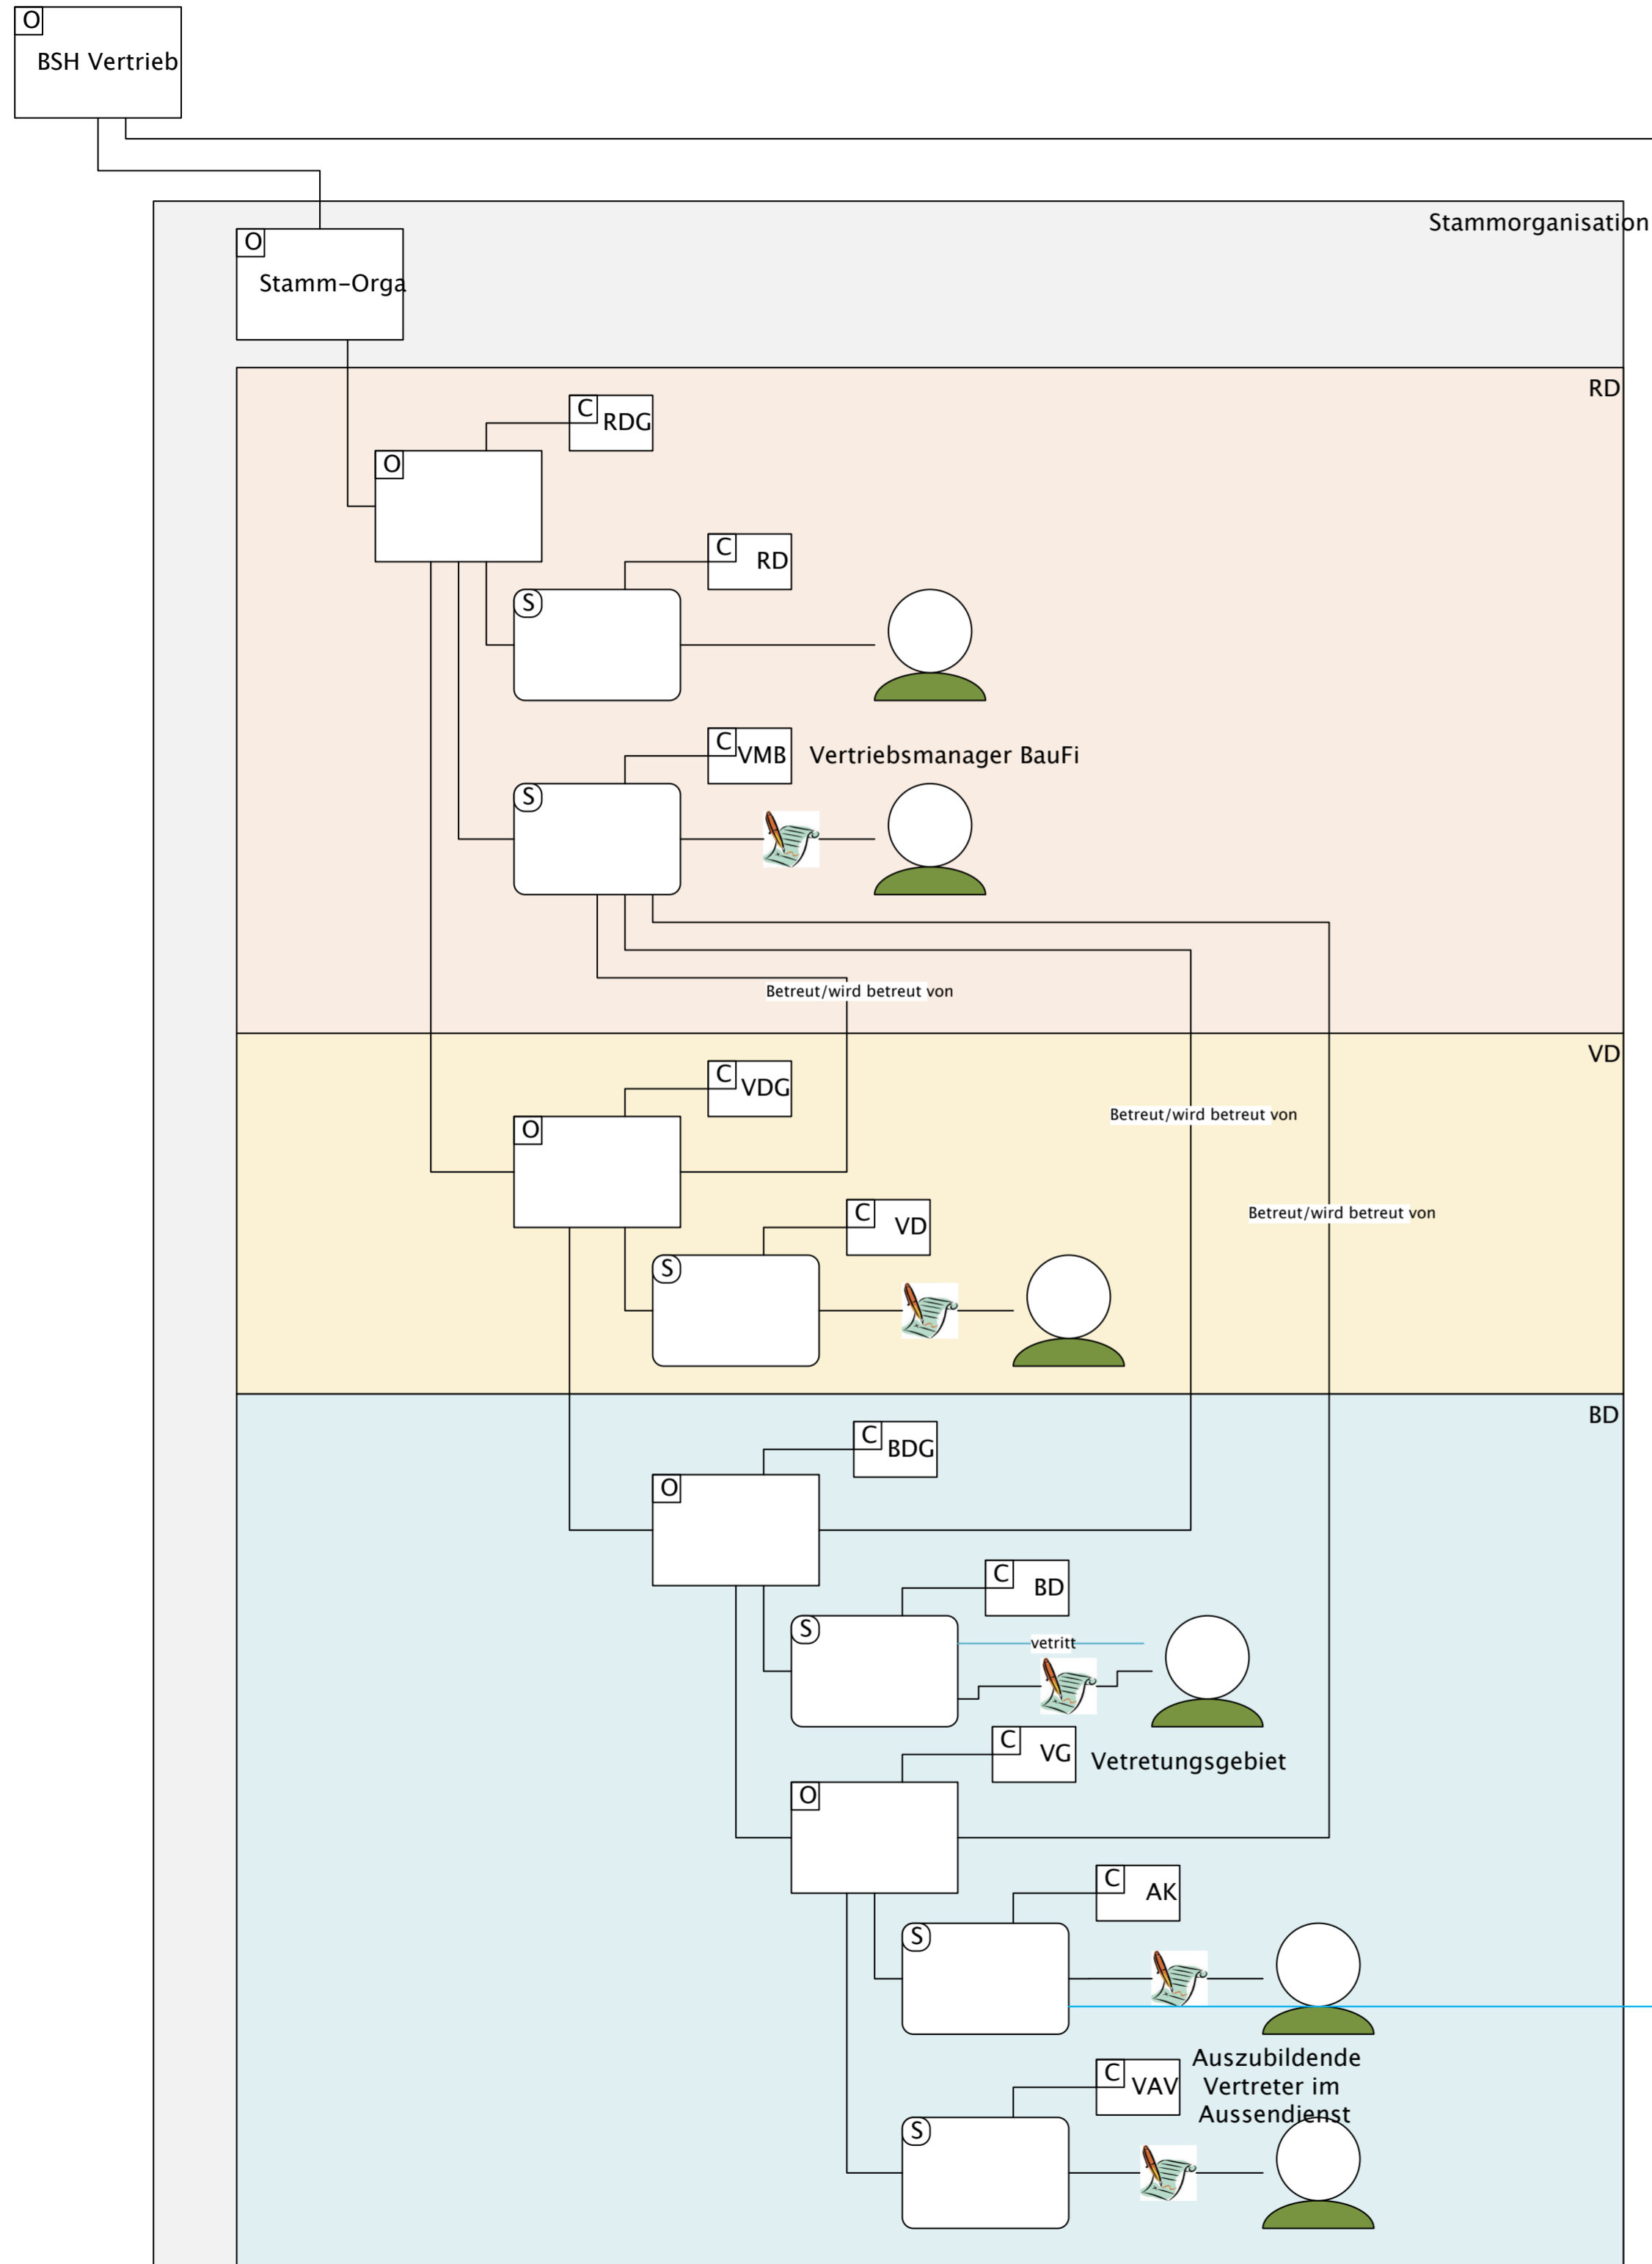 O
BSH Vertrieb
Stammorganisation
O
Stamm-Orga
RD
C
RDG
O
C
RD
S
C
VMB
Vertriebsmanager BauFi
S
Betreut/wird betreut von
VD
C
VDG
Betreut/wird betreut von
O
C
VD
Betreut/wird betreut von
S
BD
C
BDG
O
C
BD
S
vetritt
C
VG
Vetretungsgebiet
O
C
AK
S
Auszubildende
C
VAV
Vertreter im
Aussendienst
S